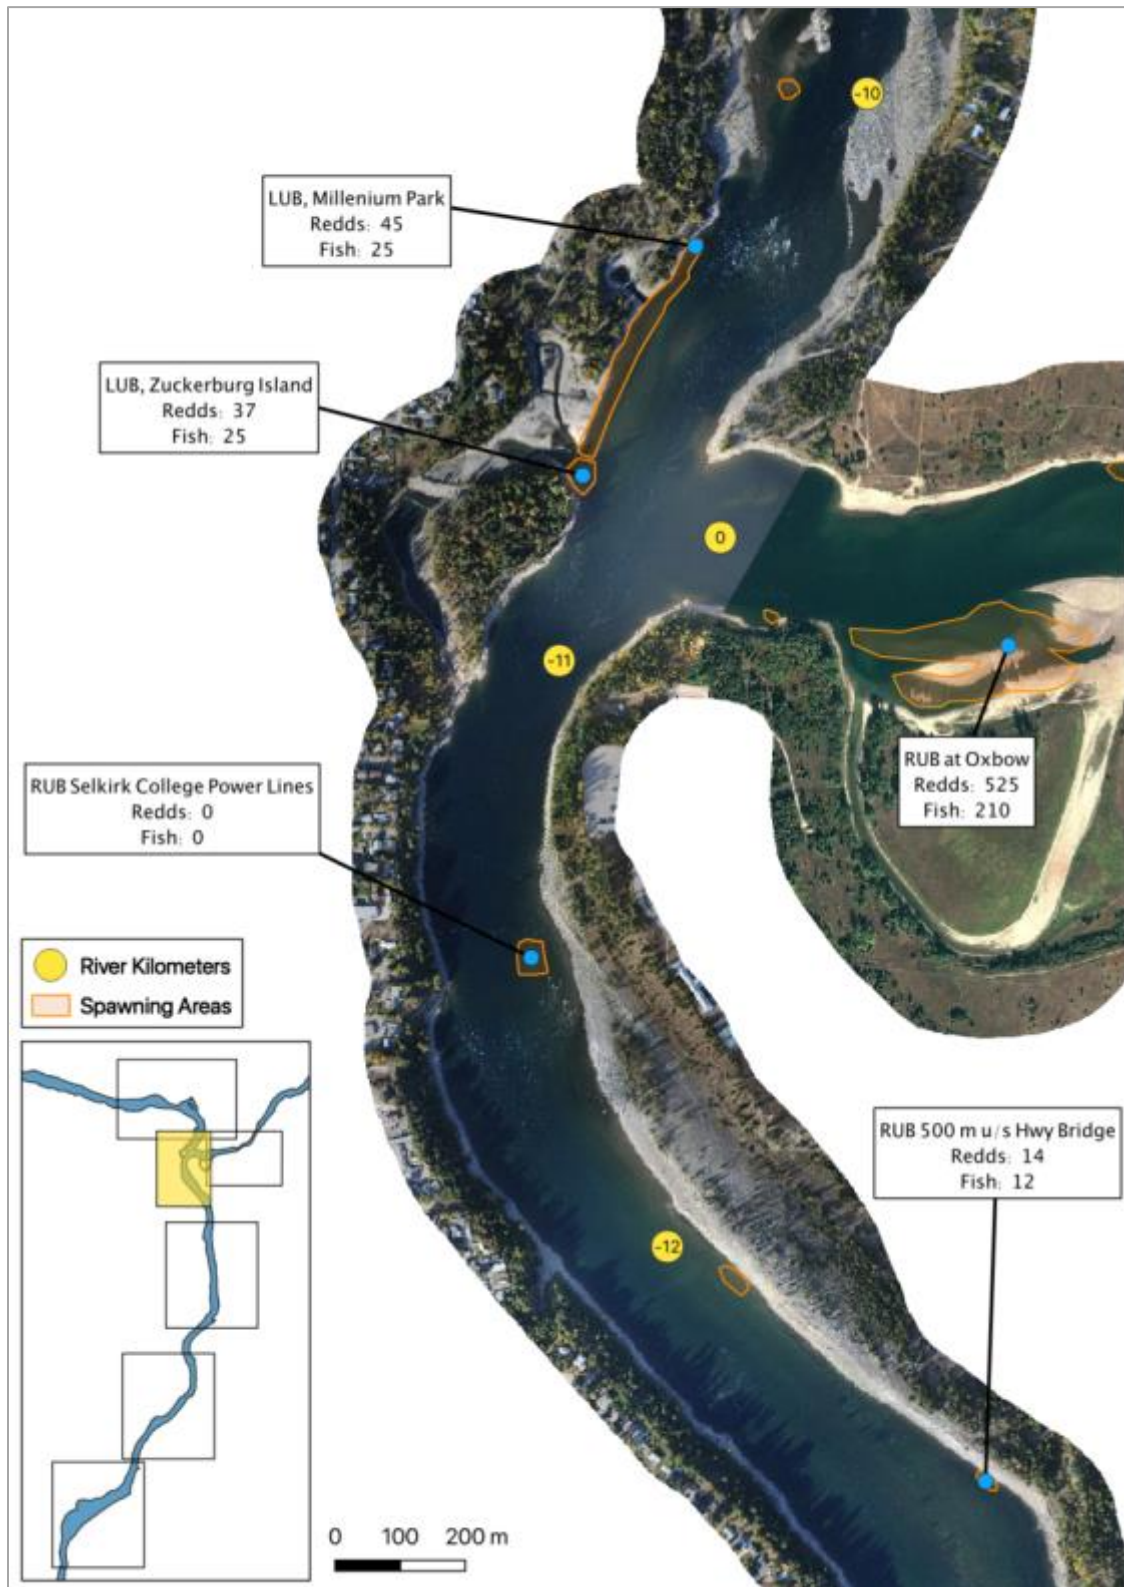 -10
LUB, Millenium Park
Redds: 45
Fish: 25
LUB, Zuckerburg Island
Redds: 37
Fish: 25
0
-11
RUB at Oxbow
Redds: 525
Fish: 210
RUB Selkirk College Power Lines
Redds: 0
Fish: 0
River Kilometers
Spawning Areas
RUB 500 m u/s Hwy Bridge
Redds: 14
Fish: 12
-12
0 100 200 m